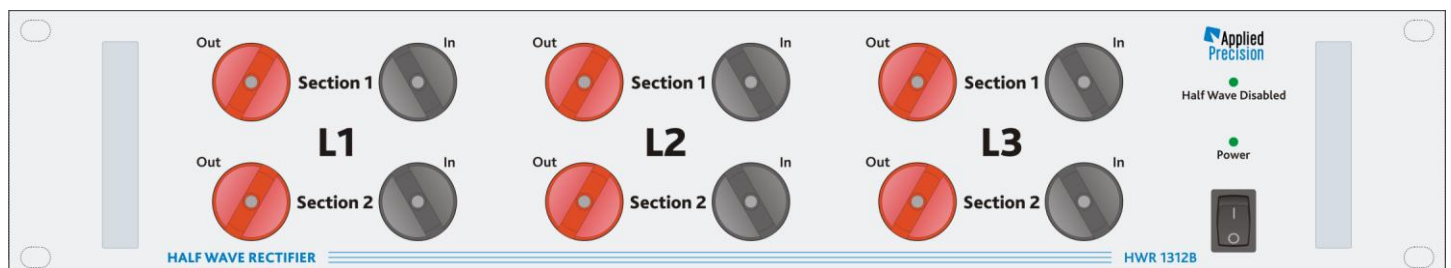 Out In Out In Out In
Applied
Precision
Section 1 Section 1 Section 1
Half Wave Disabled
L1 L2 L3
Power
Out In Out In Out In
Section 2 Section 2 Section 2
I
O
HALF WAVE RECTIFIER HWR 1312B